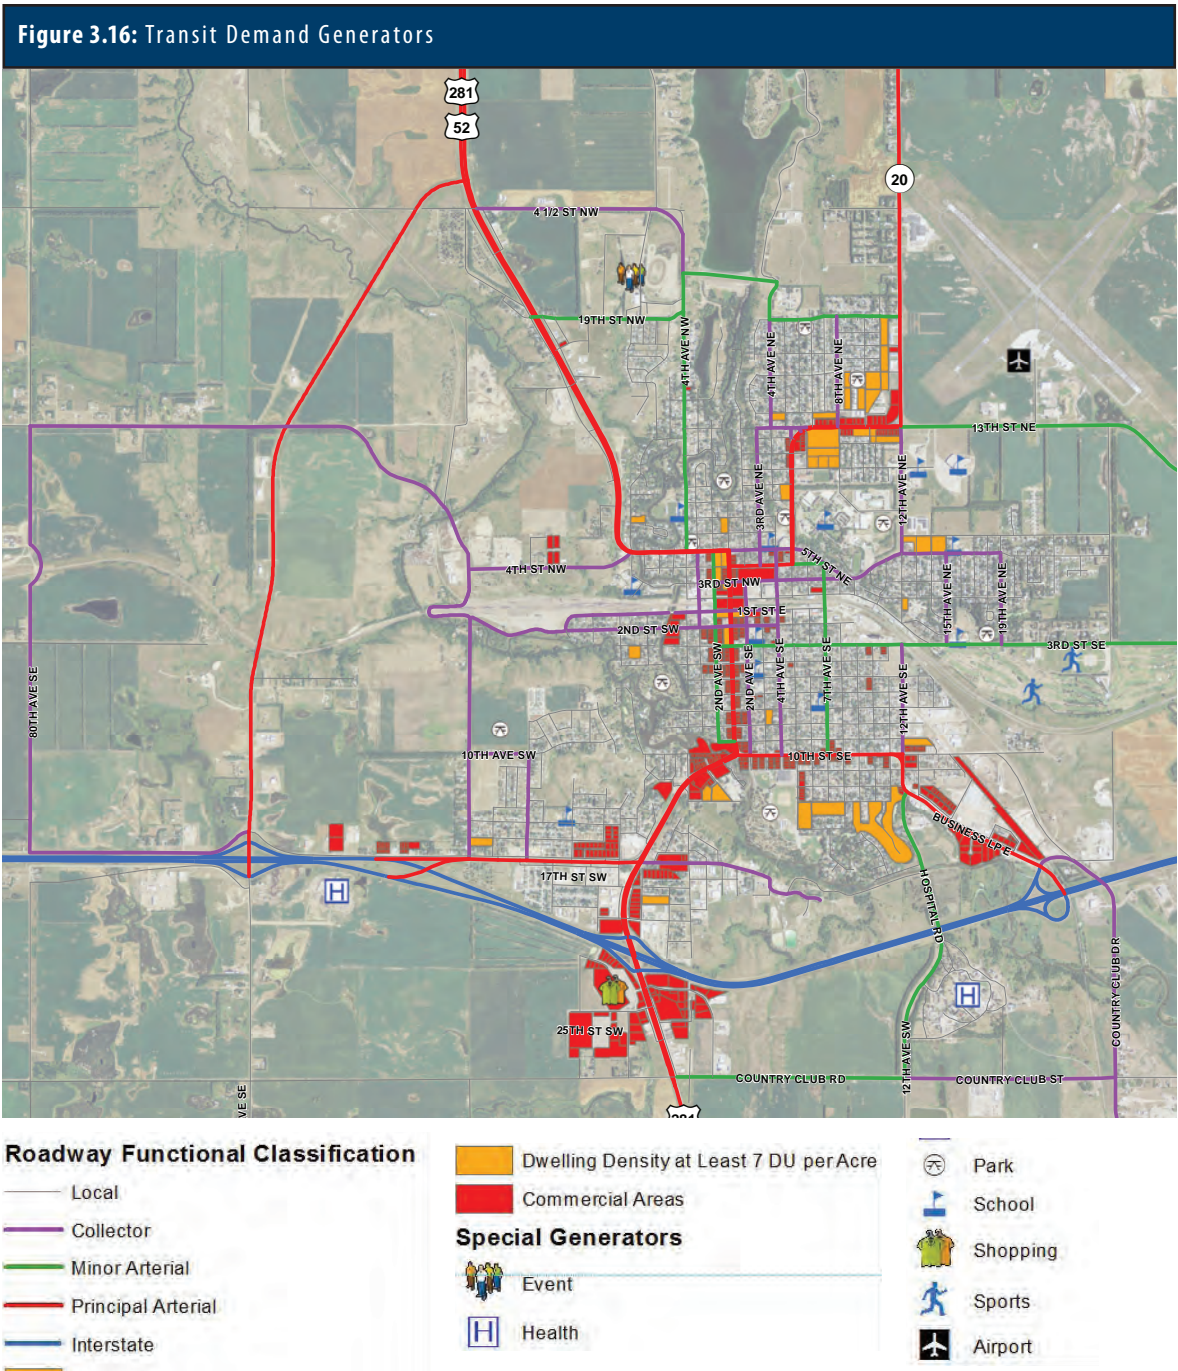 Figure 3.16: Transit Demand Generators
281
52
20
4 1/2 ST NW
19TH ST NW
4TH AVE NW
4TH AVE NE
8TH AVE NE
13TH ST NE
3RD AVE NE
12TH AVE NE
5TH ST NE
4TH ST NW
3RD ST NW
15TH AVE NE
19TH AVE NE
1ST ST E
2ND ST SW
3RD ST SE
80TH AVE SE
2ND AVE SW
2ND AVE SE
4TH AVE SE
7TH AVE SE
12TH AVE SE
10TH AVE SW
10TH ST SE
BUSINESS LP E
17TH ST SW
H
HOSPITAL RD
H
COUNTRY CLUB DR
25TH ST SW
12TH AVE SW
COUNTRY CLUB RD
COUNTRY CLUB ST
VE SE
281
Roadway Functional Classification
Local
Collector
Minor Arterial
Principal Arterial
Interstate
Dwelling Density at Least 7 DU per Acre
Commercial Areas
Special Generators
Event
H Health
Park
School
Shopping
Sports
Airport